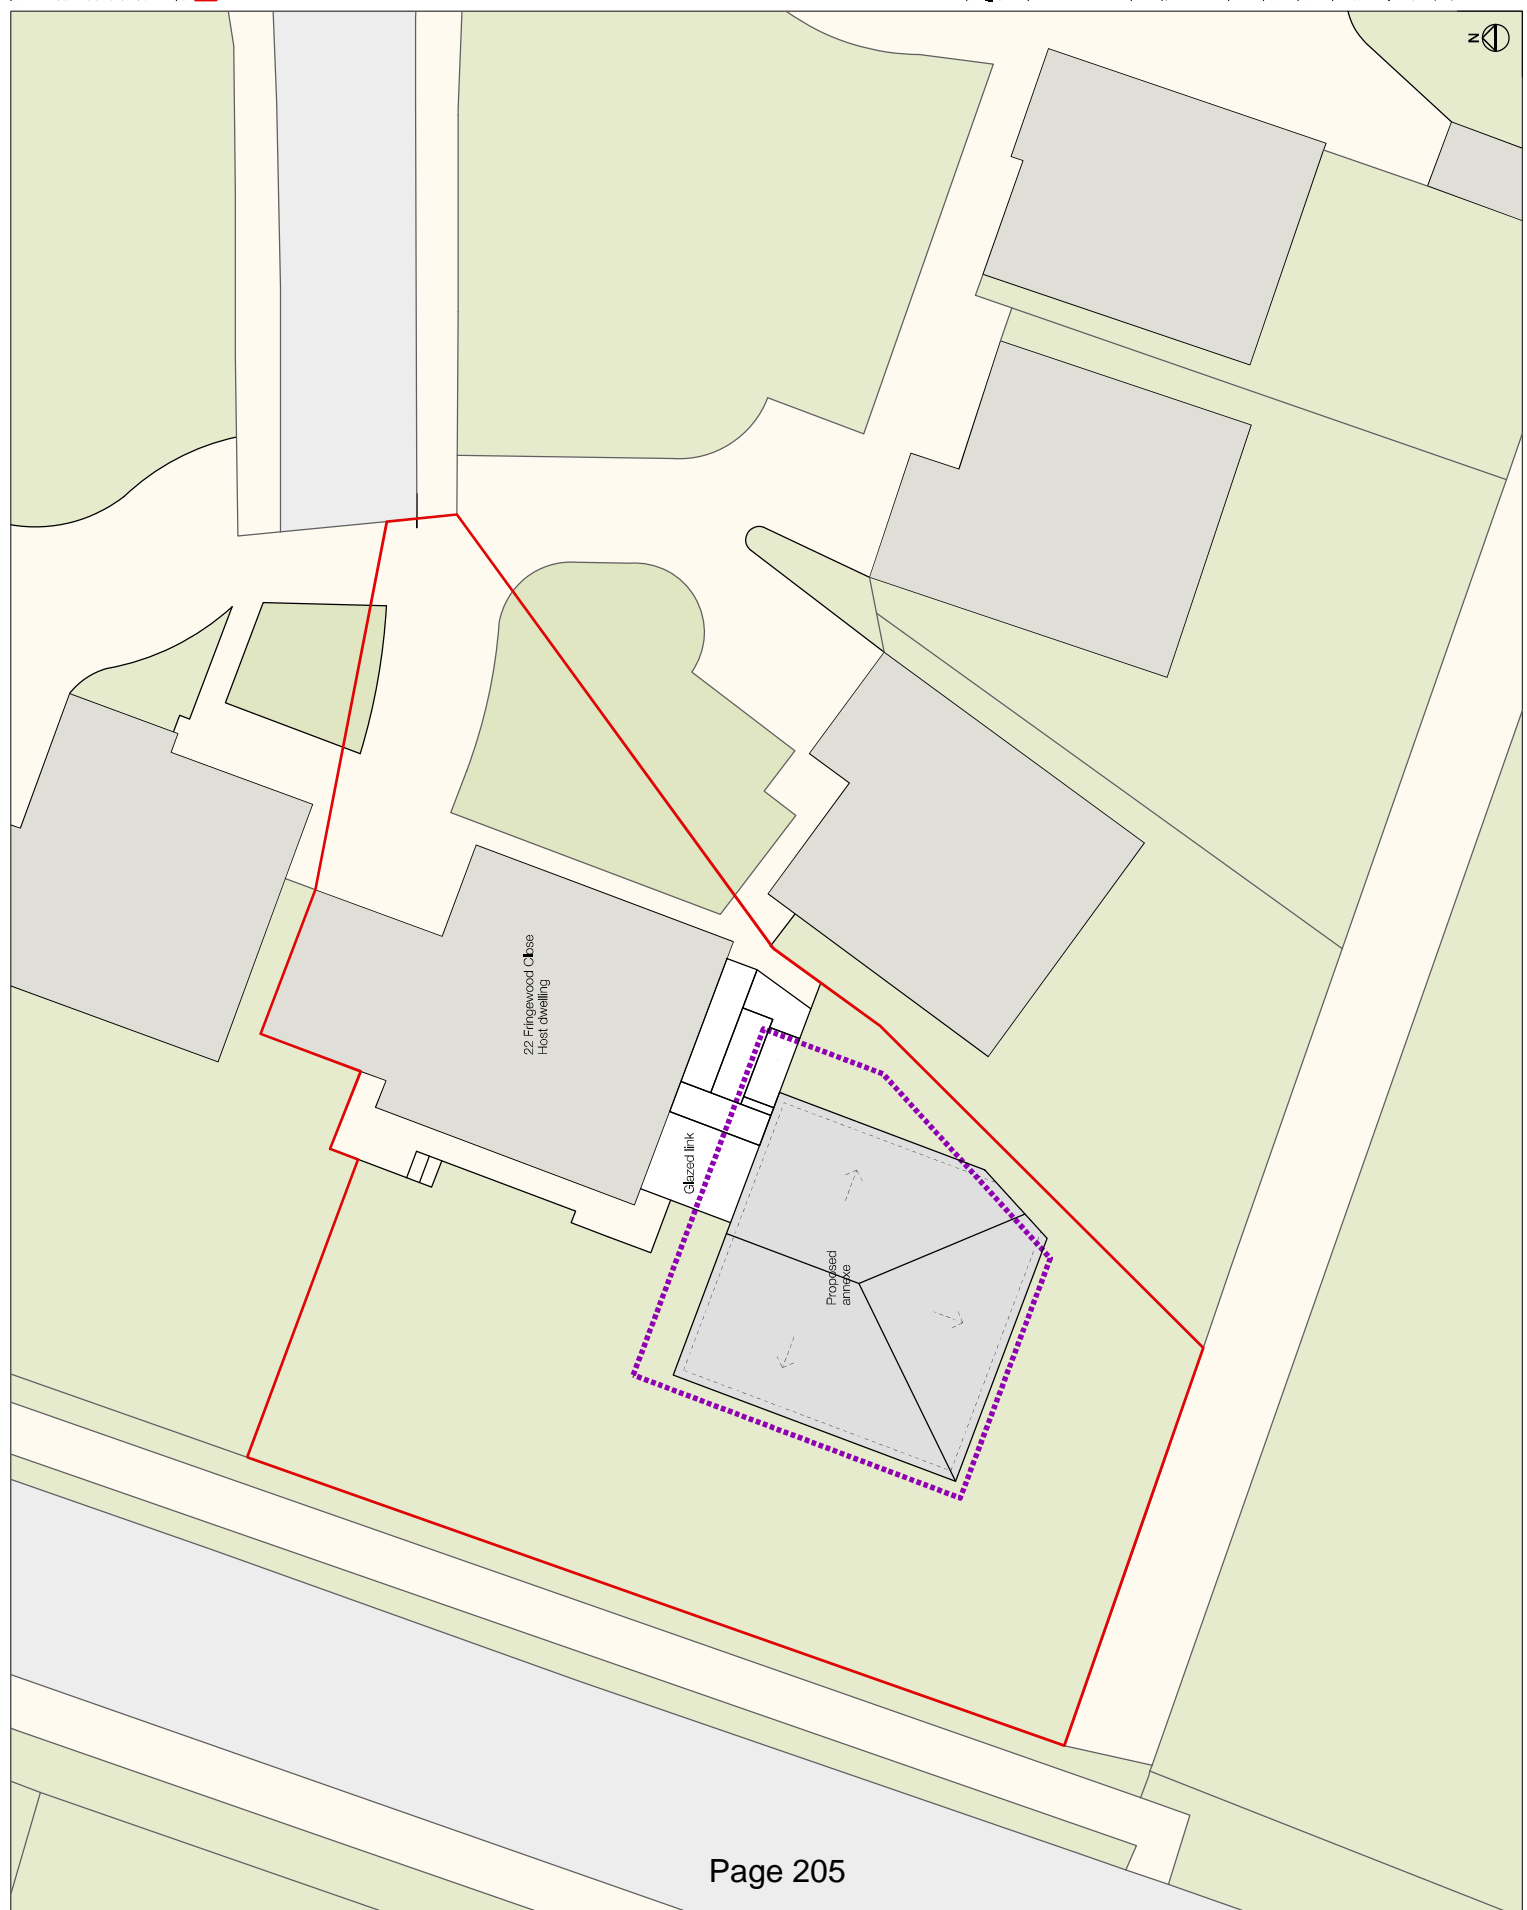 N
22 Fringewood Close
Host dwelling
Glazed link
Proposed
annexe
Page 205